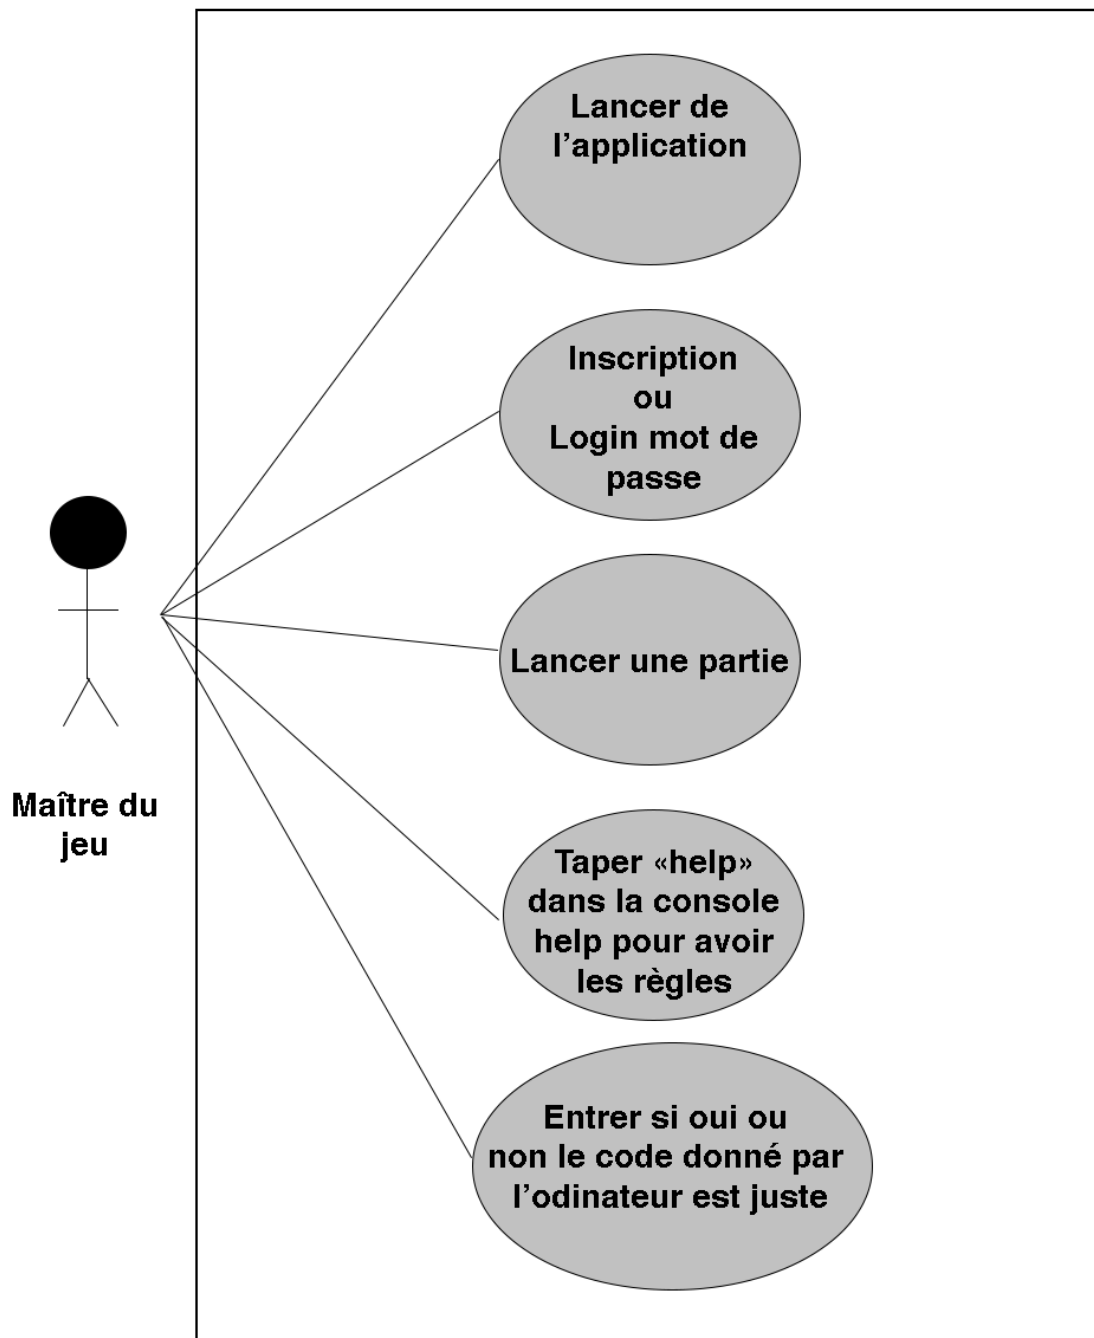 Lancer de
l’application
Inscription
ou
Login mot de
passe
Lancer une partie
Maître du
jeu
Taper «help»
dans la console
help pour avoir
les règles
Entrer si oui ou
non le code donné par
l’odinateur est juste